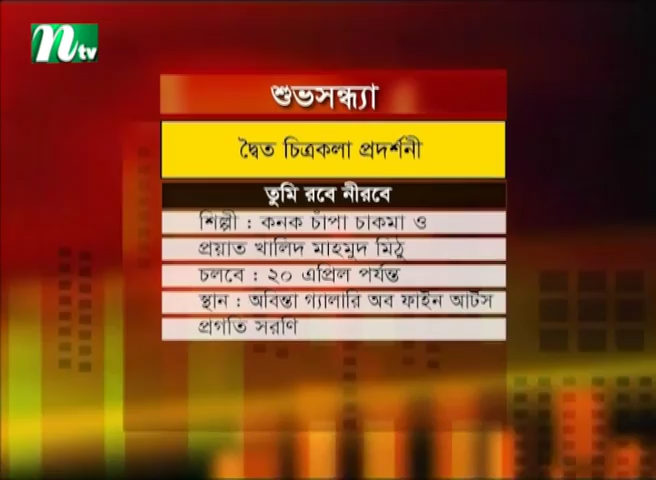 ntv
শুভসন্ধ্যা
দ্বৈত চিত্রকলা প্রদর্শনী
তুমি রবে নীরবে
শিল্পী : কনক চাঁপা চাকমা ও
প্রয়াত খালিদ মাহমুদ মিঠু
চলবে : ২০ এপ্রিল পর্যন্ত
স্থান : অবিন্তা গ্যালারি অব ফাইন আর্টস
প্রগতি সরণি